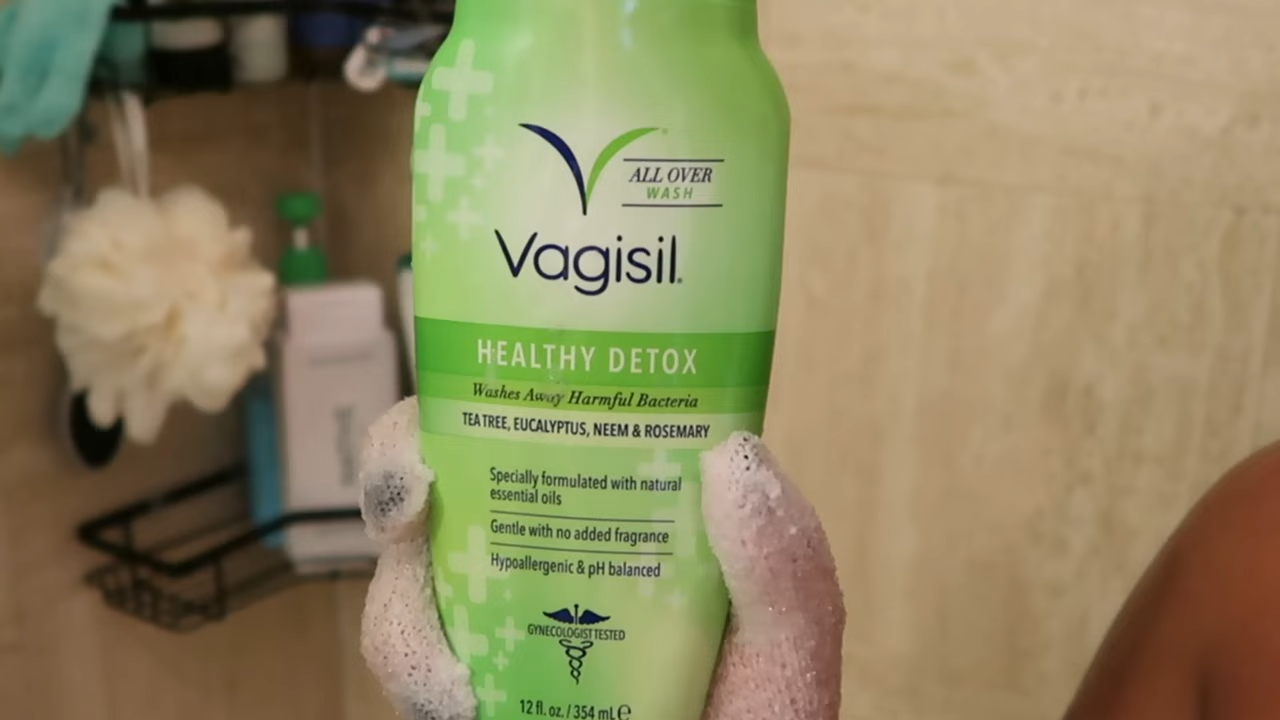 ALL OVER
WASH
Vagisil®
HEALTHY DETOX
Washes Away Harmful Bacteria
TEA TREE, EUCALYPTUS, NEEM & ROSEMARY
Specially formulated with natural
essential oils
Gentle with no added fragrance
Hypoallergenic & pH balanced
GYNECOLOGIST TESTED
12 fl. oz. / 354 mL ℮